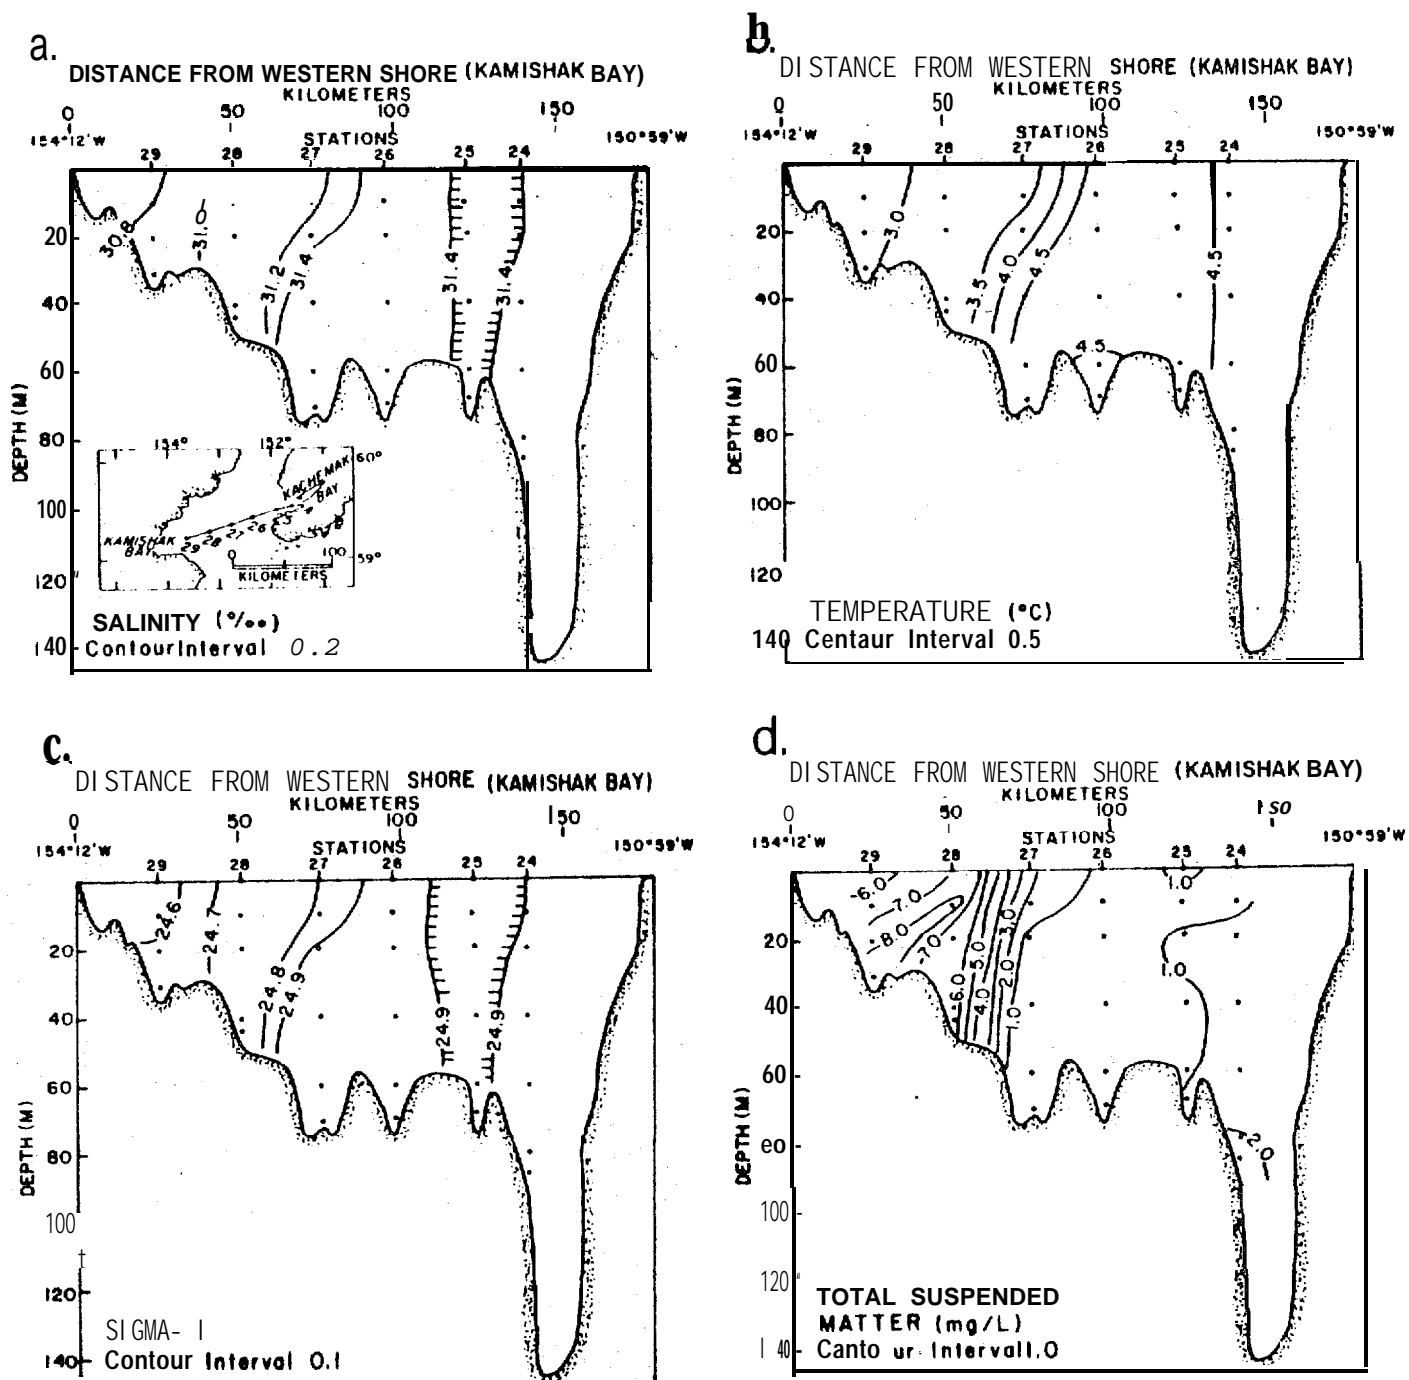 a.
DISTANCE FROM WESTERN SHORE (KAMISHAK BAY)
KILOMETERS
0 50 100 150
154°12'W STATIONS 150°59'W
29 28 27 26 25 24
30.8
31.0
31.2
31.4
31.4
31.4
20
40
60
80
100
120
140
DEPTH (M)
154° 152°
60°
KACHEMAK
BAY
KAMISHAK
BAY
29 28 27 26 25 24
59°
0 100
KILOMETERS
SALINITY (‰)
Contour Interval 0.2
b.
DISTANCE FROM WESTERN SHORE (KAMISHAK BAY)
KILOMETERS
0 50 100 150
154°12'W STATIONS 150°59'W
29 28 27 26 25 24
3.0
3.5
4.0
4.5
4.5
4.5
20
40
60
80
100
120
140
DEPTH (M)
TEMPERATURE (°C)
Centaur Interval 0.5
c.
DISTANCE FROM WESTERN SHORE (KAMISHAK BAY)
KILOMETERS
0 50 100 150
154°12'W STATIONS 150°59'W
29 28 27 26 25 24
24.6
24.7
24.8
24.9
24.9
24.9
20
40
60
80
100
120
140
DEPTH (M)
SIGMA- I
Contour Interval 0.1
d.
DISTANCE FROM WESTERN SHORE (KAMISHAK BAY)
KILOMETERS
0 50 100 150
154°12'W STATIONS 150°59'W
29 28 27 26 25 24
6.0
7.0
8.0
7.0
6.0
5.0
4.0
3.0
2.0
1.0
1.0
1.0
2.0
20
40
60
80
100
120
140
DEPTH (M)
TOTAL SUSPENDED
MATTER (mg/L)
Canto ur Interval 1.0